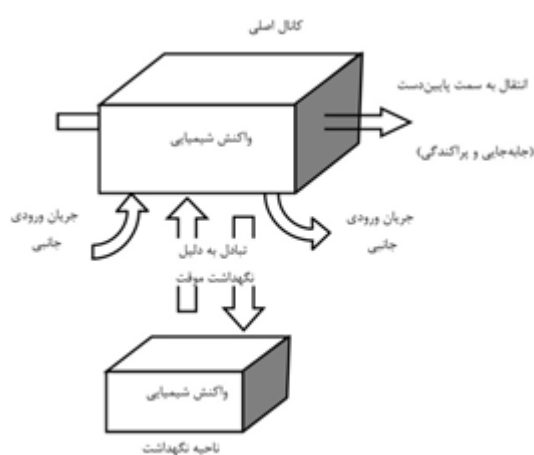 کانال اصلی
انتقال به سمت پایین‌دست
(جابه‌جایی و پراکندگی)
واکنش شیمیایی
جریان ورودی
جانبی
جریان ورودی
جانبی
تبادل به دلیل
نگهداشت موقت
واکنش شیمیایی
ناحیه نگهداشت